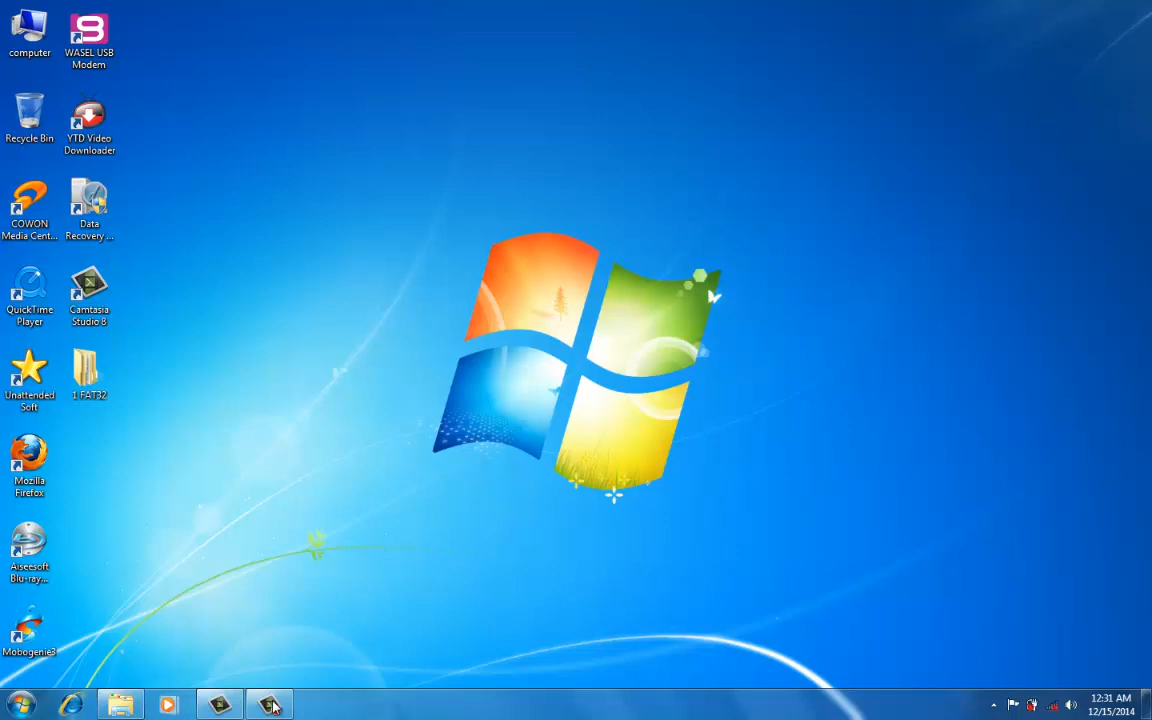 computer
WASEL USB
Modem
Recycle Bin
YTD Video
Downloader
COWON
Media Cent...
Data
Recovery ...
QuickTime
Player
Camtasia
Studio 8
Unattended
Soft
1 FAT32
Mozilla
Firefox
Aiseesoft
Blu-ray...
Mobogenie3
12:31 AM
12/15/2014